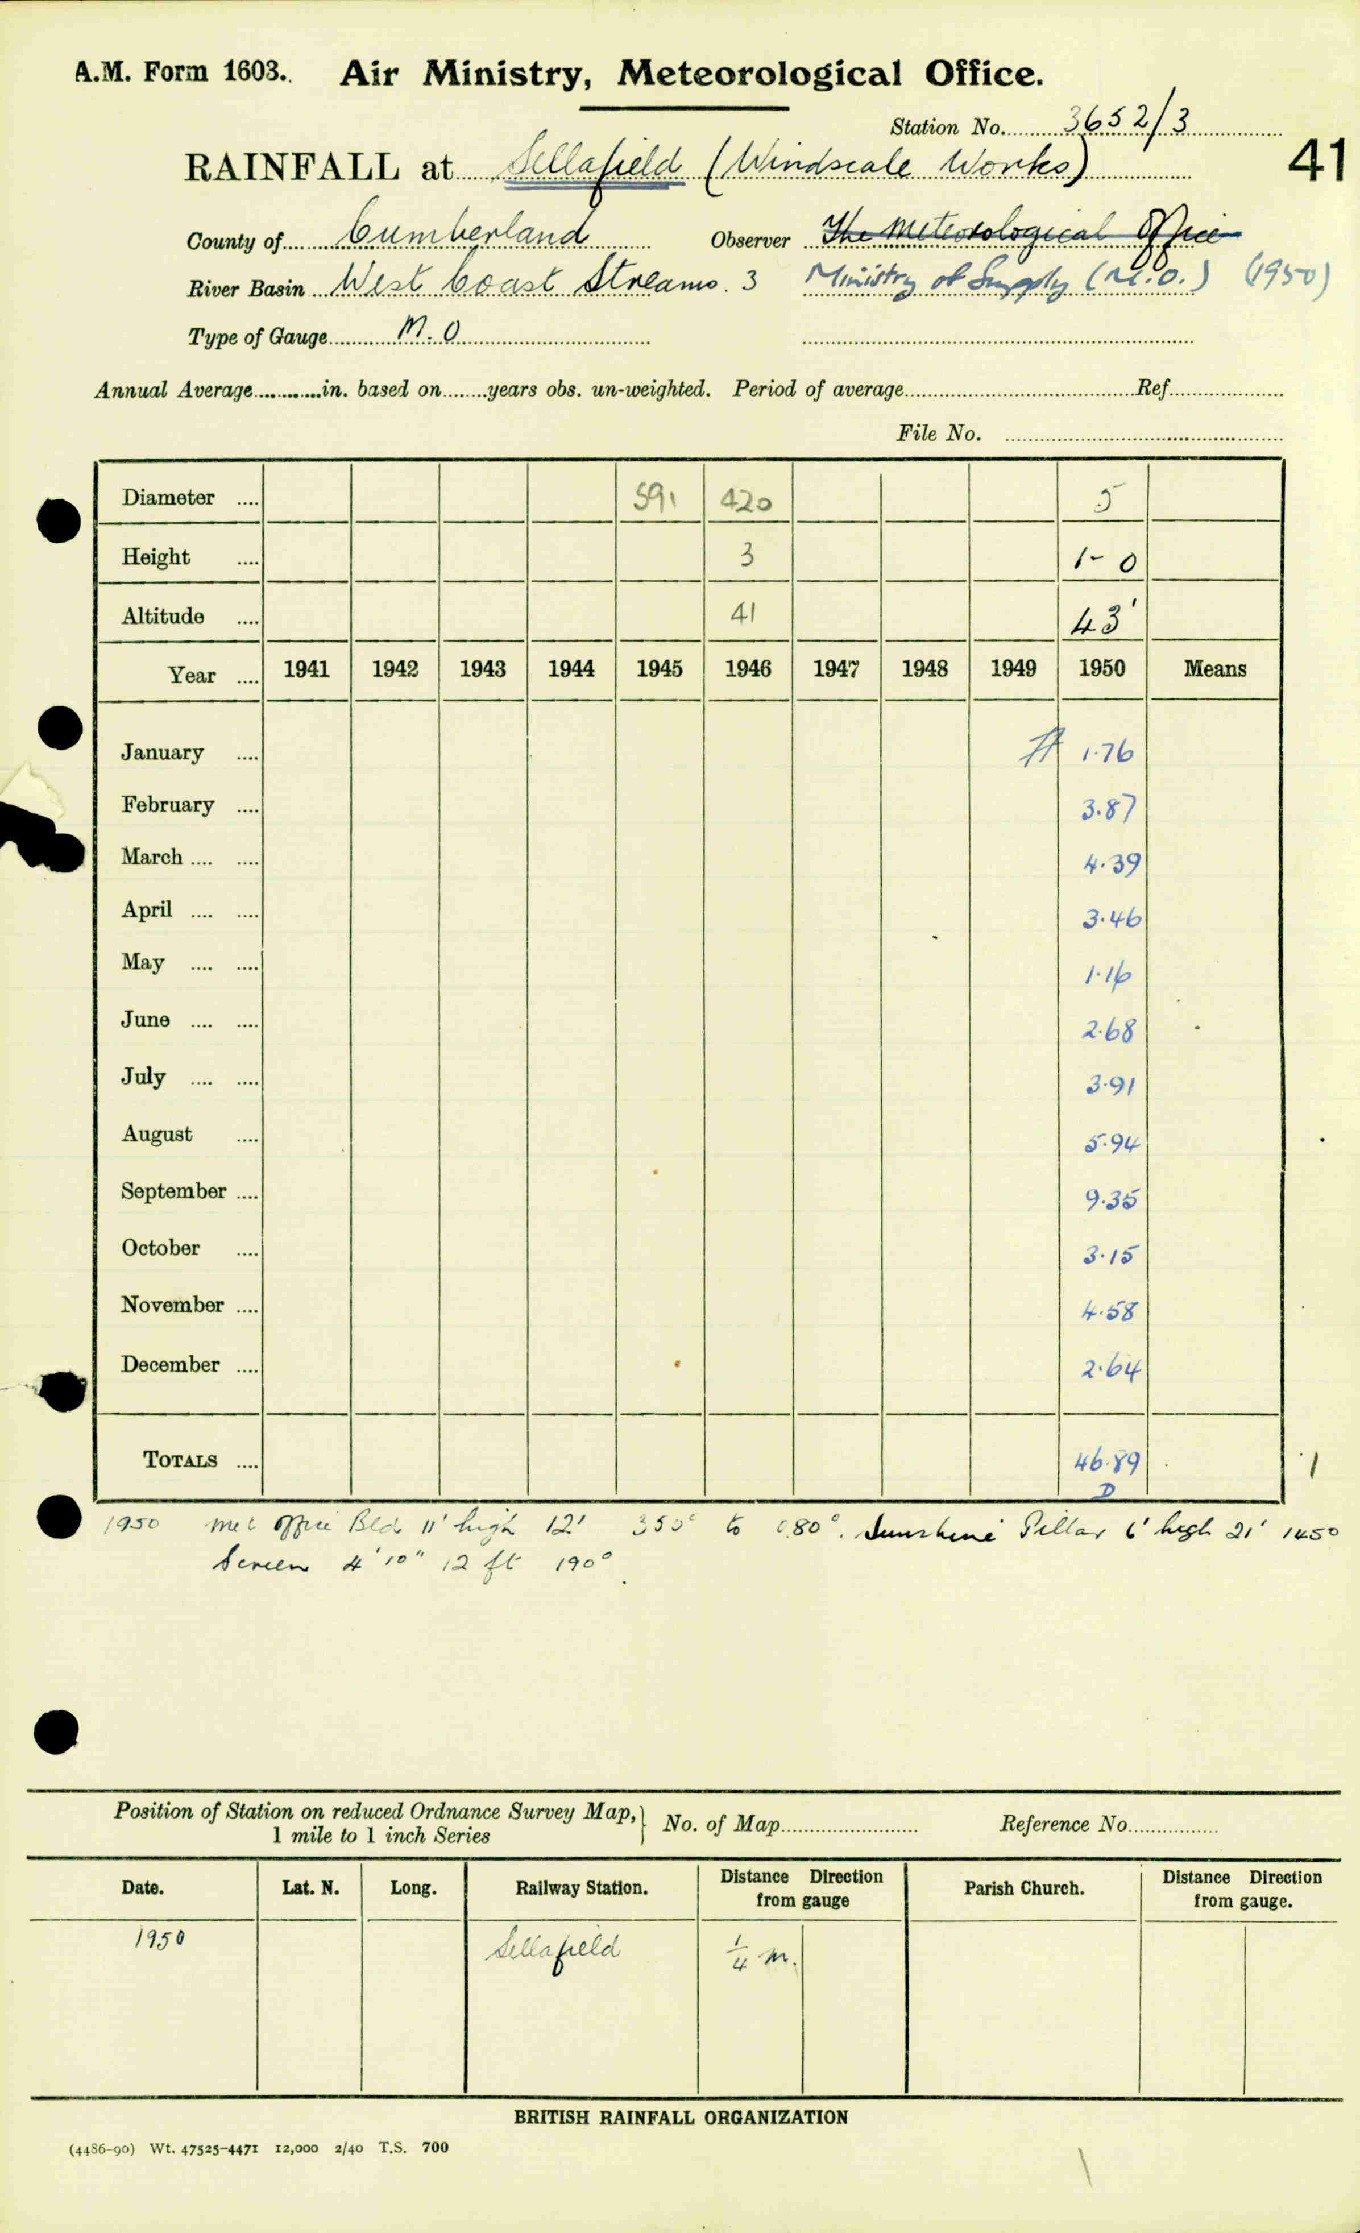 A.M. Form 1603. Air Ministry, Meteorological Office.
Station No. 3652/3
RAINFALL at Sellafield (Windscale Works) 41
County of Cumberland Observer The Meteorological Office
River Basin West Coast Streams. 3 Ministry of Supply (M.O.) (1950)
Type of Gauge M.O
Annual Average in. based on years obs. un-weighted. Period of average Ref
File No.
Diameter 591 420 5
Height 3 1-0
Altitude 41 43'
Year 1941 1942 1943 1944 1945 1946 1947 1948 1949 1950 Means
January 1.76
February 3.87
March 4.39
April 3.46
May 1.16
June 2.68
July 3.91
August 5.94
September 9.35
October 3.15
November 4.58
December 2.64
TOTALS 46.89
D
1950 Met Office Bld 11' high 12' 350° to 080°. Sunshine Pillar 6' high 21' 145°
Screen 4'10" 12 ft 190°
Position of Station on reduced Ordnance Survey Map, No. of Map Reference No.
1 mile to 1 inch Series
Date. Lat. N. Long. Railway Station. Distance Direction from gauge Parish Church. Distance Direction from gauge.
1950 Sellafield 1/4 m.
BRITISH RAINFALL ORGANIZATION
(4486-90) Wt. 47525-4471 12,000 2/40 T.S. 700